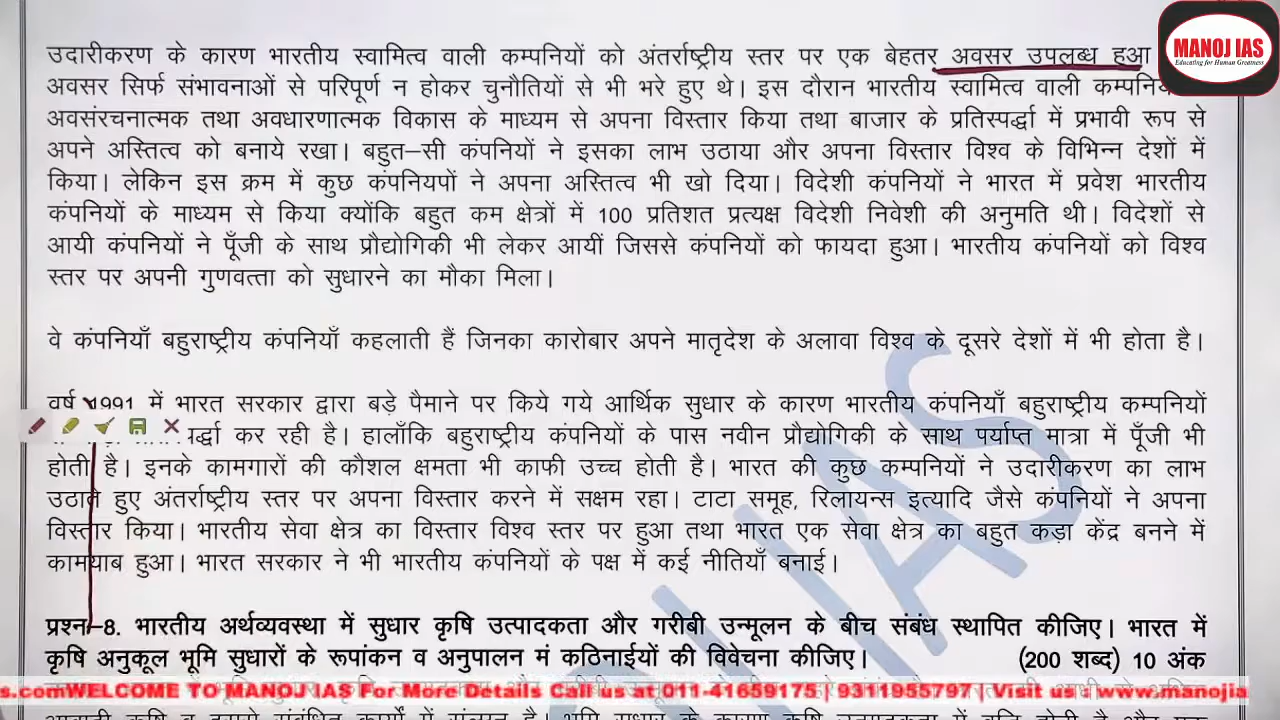 MANOJ IAS
Educating for Human Greatness
उदारीकरण के कारण भारतीय स्वामित्व वाली कम्पनियों को अंतर्राष्ट्रीय स्तर पर एक बेहतर अवसर उपलब्ध हुआ
अवसर सिर्फ संभावनाओं से परिपूर्ण न होकर चुनौतियों से भी भरे हुए थे। इस दौरान भारतीय स्वामित्व वाली
अवसंरचनात्मक तथा अवधारणात्मक विकास के माध्यम से अपना विस्तार किया तथा बाजार के प्रतिस्पर्द्धा में प्रभावी रूप से
अपने अस्तित्व को बनाये रखा। बहुत–सी कंपनियों ने इसका लाभ उठाया और अपना विस्तार विश्व के विभिन्न देशों में
किया। लेकिन इस क्रम में कुछ कंपनियपों ने अपना अस्तित्व भी खो दिया। विदेशी कंपनियों ने भारत में प्रवेश भारतीय
कंपनियों के माध्यम से किया क्योंकि बहुत कम क्षेत्रों में 100 प्रतिशत प्रत्यक्ष विदेशी निवेशी की अनुमति थी। विदेशों से
आयी कंपनियों ने पूँजी के साथ प्रौद्योगिकी भी लेकर आयीं जिससे कंपनियों को फायदा हुआ। भारतीय कंपनियों को विश्व
स्तर पर अपनी गुणवत्ता को सुधारने का मौका मिला।
वे कंपनियाँ बहुराष्ट्रीय कंपनियाँ कहलाती हैं जिनका कारोबार अपने मातृदेश के अलावा विश्व के दूसरे देशों में भी होता है।
वर्ष 1991 में भारत सरकार द्वारा बड़े पैमाने पर किये गये आर्थिक सुधार के कारण भारतीय कंपनियाँ बहुराष्ट्रीय कम्पनियों
कर रही है। हालाँकि बहुराष्ट्रीय कंपनियों के पास नवीन प्रौद्योगिकी के साथ पर्याप्त मात्रा में पूँजी भी
होती है। इनके कामगारों की कौशल क्षमता भी काफी उच्च होती है। भारत की कुछ कम्पनियों ने उदारीकरण का लाभ
उठाते हुए अंतर्राष्ट्रीय स्तर पर अपना विस्तार करने में सक्षम रहा। टाटा समूह, रिलायन्स इत्यादि जैसे कंपनियों ने अपना
विस्तार किया। भारतीय सेवा क्षेत्र का विस्तार विश्व स्तर पर हुआ तथा भारत एक सेवा क्षेत्र का बहुत कड़ा केंद्र बनने में
कामयाब हुआ। भारत सरकार ने भी भारतीय कंपनियों के पक्ष में कई नीतियाँ बनाई।
प्रश्न–8. भारतीय अर्थव्यवस्था में सुधार कृषि उत्पादकता और गरीबी उन्मूलन के बीच संबंध स्थापित कीजिए। भारत में
कृषि अनुकूल भूमि सुधारों के रूपांकन व अनुपालन मं कठिनाईयों की विवेचना कीजिए। (200 शब्द) 10 अंक
s.comWELCOME TO MANOJ IAS For More Details Call us at 011-41659175 | 9311955797 | Visit us : www.manojia